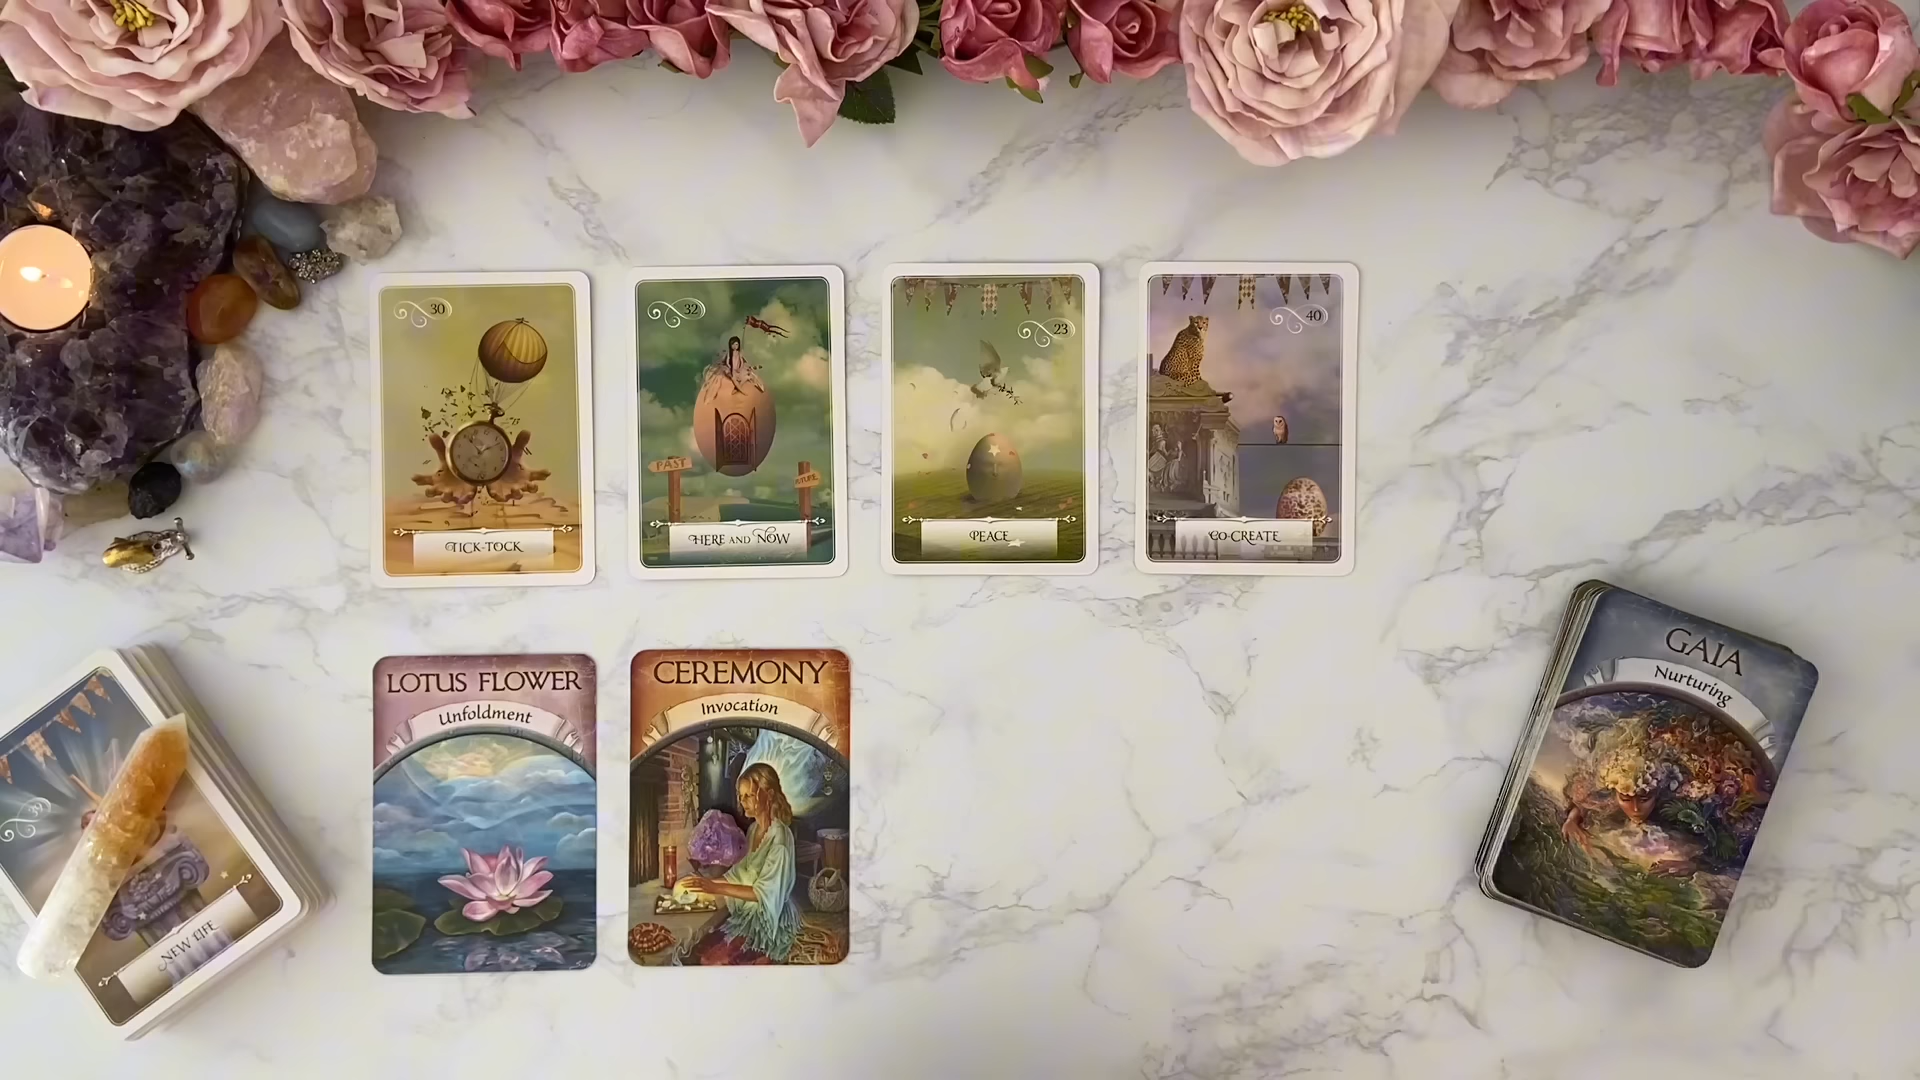 30
TICK-TOCK
32
PAST
FUTURE
HERE AND NOW
23
PEACE
40
CO-CREATE
LOTUS FLOWER
Unfoldment
CEREMONY
Invocation
GAIA
Nurturing
39
NEW LIFE